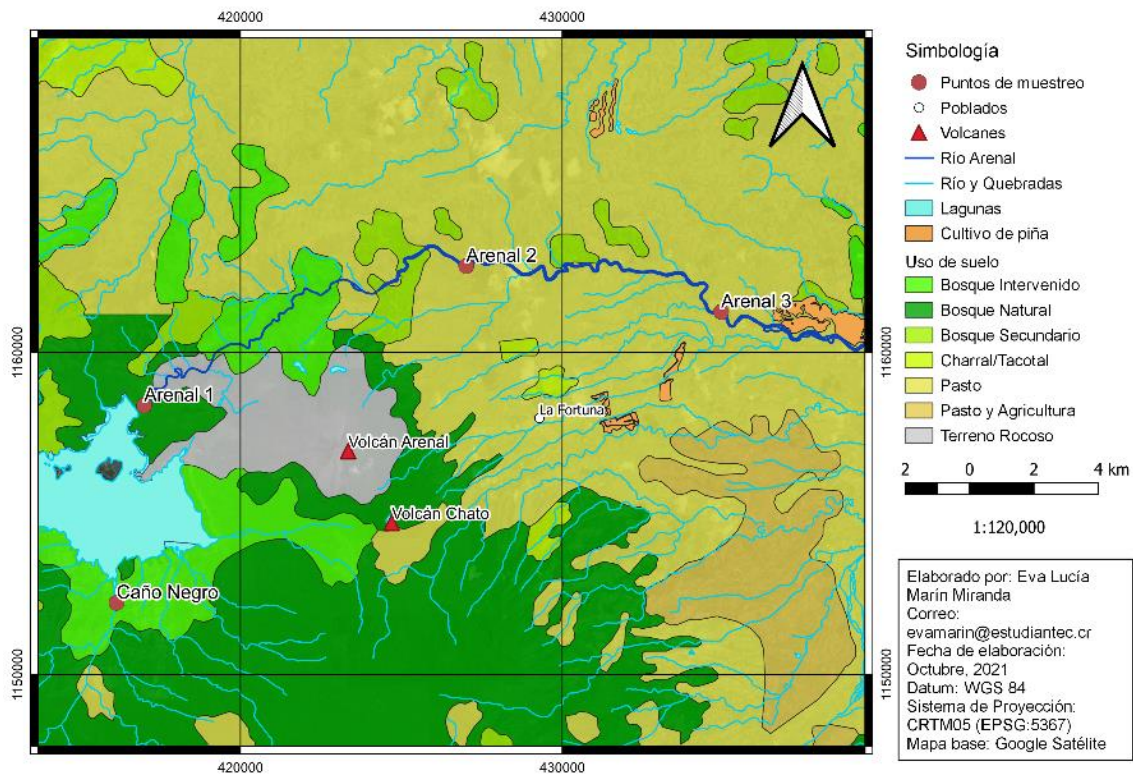 420000
430000
1160000
1150000
Arenal 1
Arenal 2
Arenal 3
Volcán Arenal
Volcán Chato
La Fortuna
Caño Negro
1160000
1150000
420000
430000
Simbología
Puntos de muestreo
Poblados
Volcanes
Río Arenal
Río y Quebradas
Lagunas
Cultivo de piña
Uso de suelo
Bosque Intervenido
Bosque Natural
Bosque Secundario
Charral/Tacotal
Pasto
Pasto y Agricultura
Terreno Rocoso
2 0 2 4 km
1:120,000
Elaborado por: Eva Lucía
Marín Miranda
Correo:
evamarin@estudiantec.cr
Fecha de elaboración:
Octubre, 2021
Datum: WGS 84
Sistema de Proyección:
CRTM05 (EPSG:5367)
Mapa base: Google Satélite